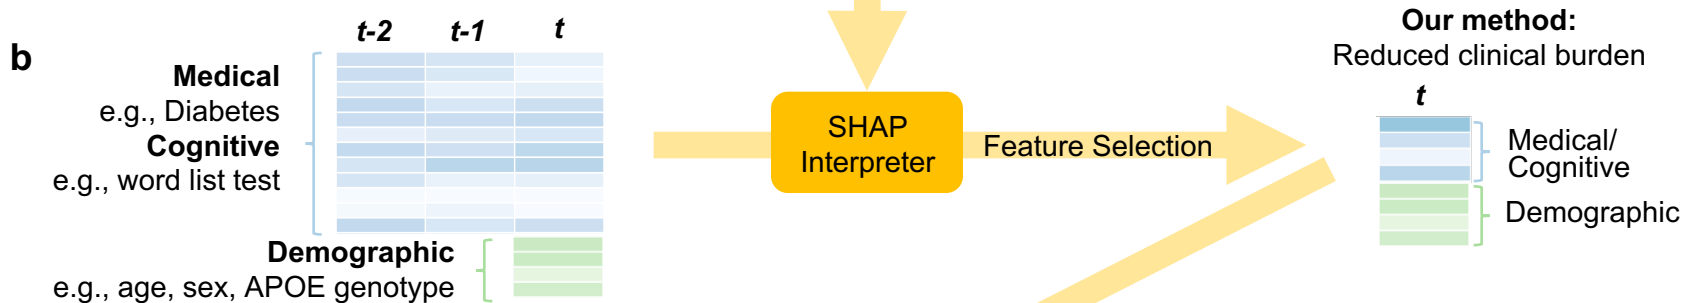 b
t-2 t-1 t
Medical
e.g., Diabetes
Cognitive
e.g., word list test
Demographic
e.g., age, sex, APOE genotype
SHAP
Interpreter
Feature Selection
Our method:
Reduced clinical burden
t
Medical/
Cognitive
Demographic